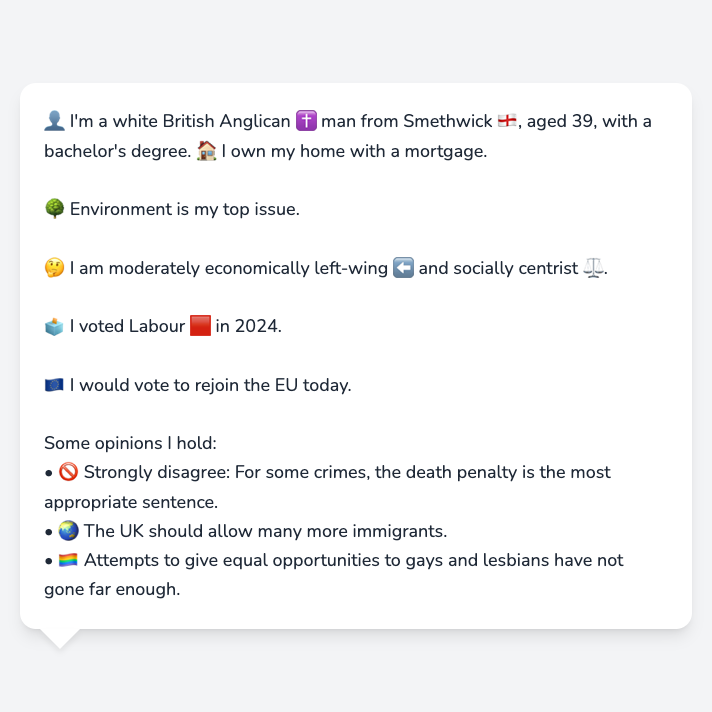 👤 I'm a white British Anglican ✝️ man from Smethwick 🏴󠁧󠁢󠁥󠁮󠁧󠁿, aged 39, with a
bachelor's degree. 🏠 I own my home with a mortgage.
🌳 Environment is my top issue.
🤔 I am moderately economically left-wing ⬅️ and socially centrist ⚖️.
🗳️ I voted Labour 🟥 in 2024.
🇪🇺 I would vote to rejoin the EU today.
Some opinions I hold:
• 🚫 Strongly disagree: For some crimes, the death penalty is the most
appropriate sentence.
• 🌏 The UK should allow many more immigrants.
• 🏳️‍🌈 Attempts to give equal opportunities to gays and lesbians have not
gone far enough.